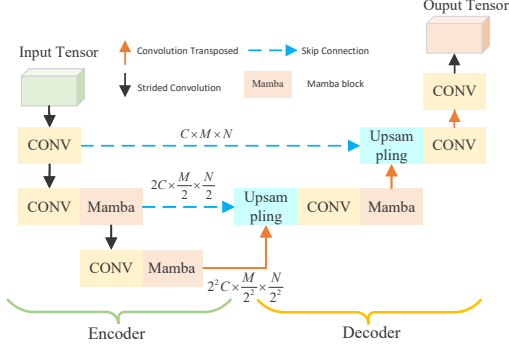 Ouput Tensor
Input Tensor
Convolution Transposed
Skip Connection
Strided Convolution
Mamba
Mamba block
CONV
CONV
C×M×N
Upsam
pling
CONV
CONV Mamba
2C×M/2×N/2
Upsam
pling
CONV Mamba
CONV Mamba
2²C×M/2²×N/2²
Encoder
Decoder